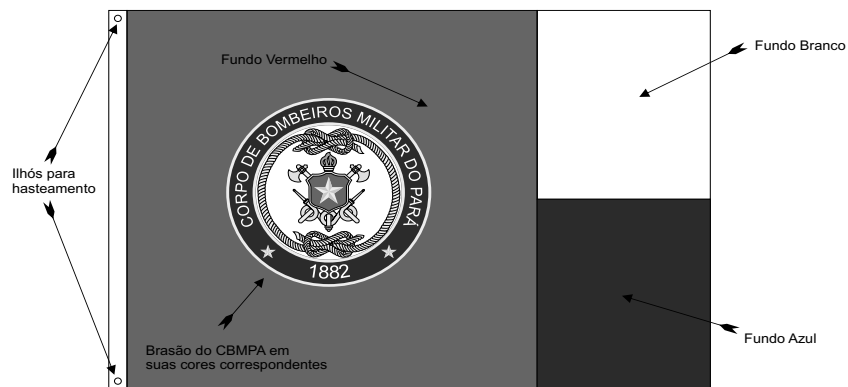 Fundo Vermelho
Fundo Branco
CORPO DE BOMBEIROS MILITAR DO PARÁ
1882
Ilhós para
hasteamento
Brasão do CBMPA em
suas cores correspondentes
Fundo Azul